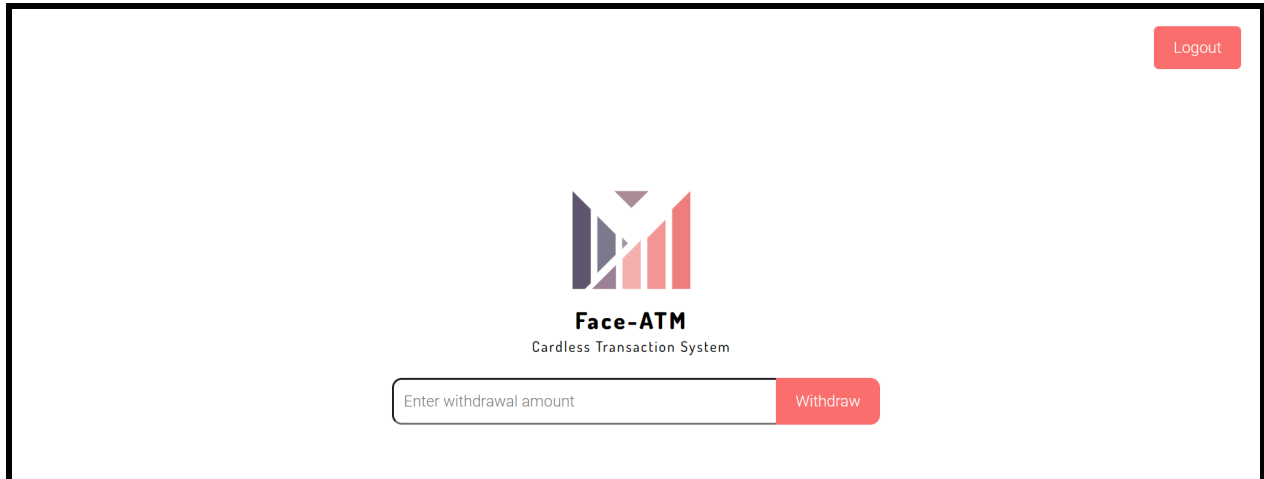 Logout
Face-ATM
Cardless Transaction System
Enter withdrawal amount
Withdraw